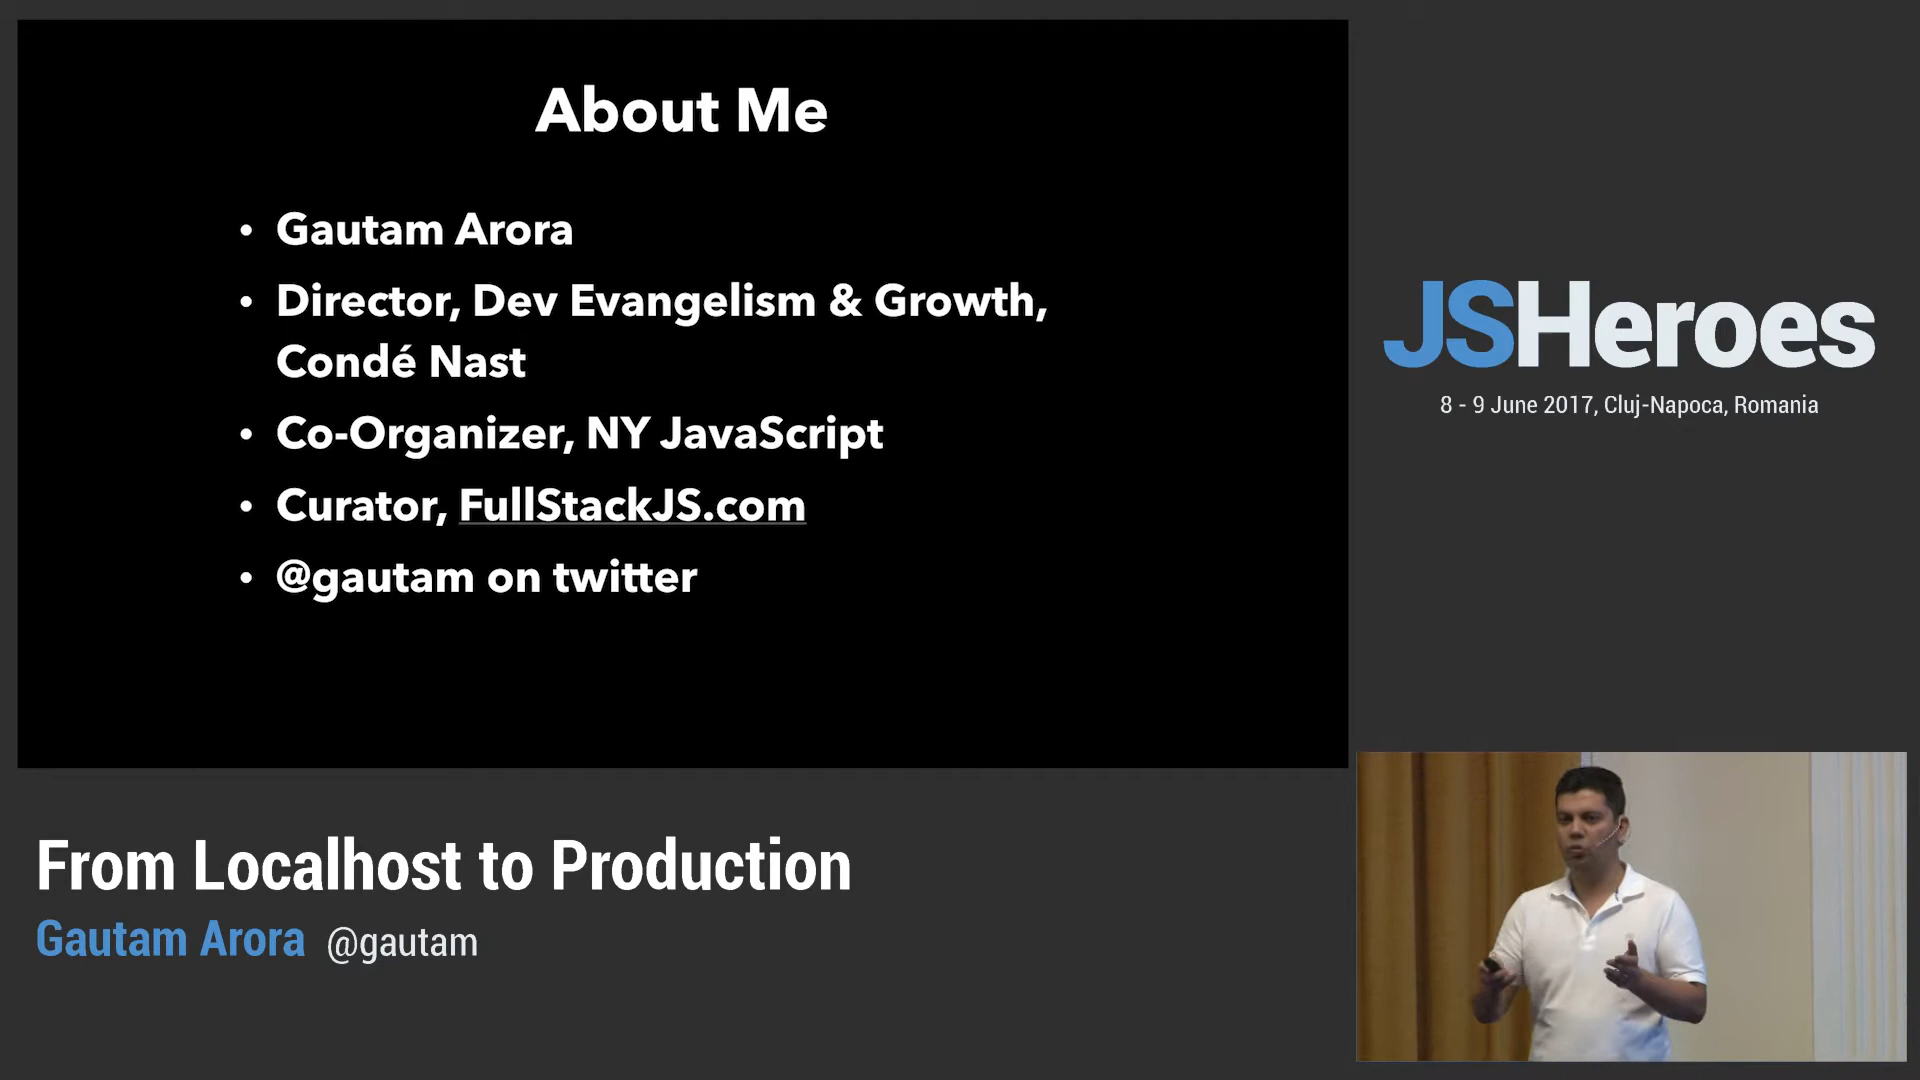 About Me
• Gautam Arora
• Director, Dev Evangelism & Growth,
Condé Nast
• Co-Organizer, NY JavaScript
• Curator, FullStackJS.com
• @gautam on twitter
JSHeroes
8 - 9 June 2017, Cluj-Napoca, Romania
From Localhost to Production
Gautam Arora @gautam